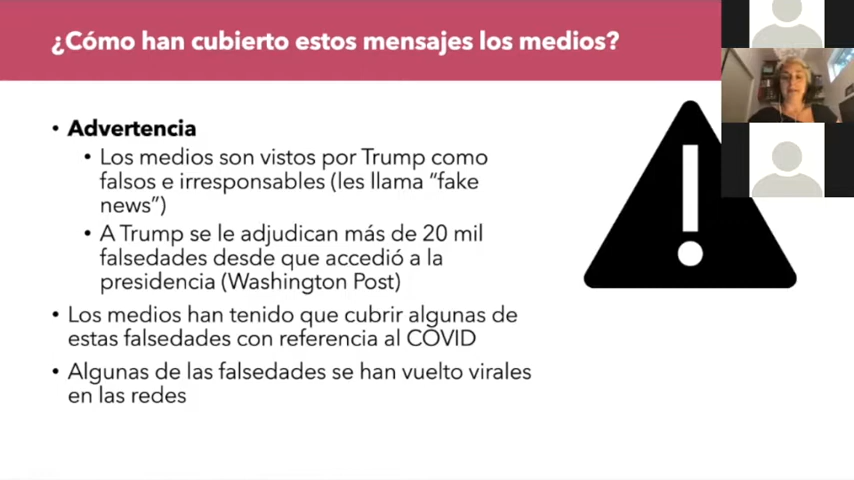 ¿Cómo han cubierto estos mensajes los medios?
• Advertencia
• Los medios son vistos por Trump como
falsos e irresponsables (les llama “fake
news”)
• A Trump se le adjudican más de 20 mil
falsedades desde que accedió a la
presidencia (Washington Post)
• Los medios han tenido que cubrir algunas de
estas falsedades con referencia al COVID
• Algunas de las falsedades se han vuelto virales
en las redes